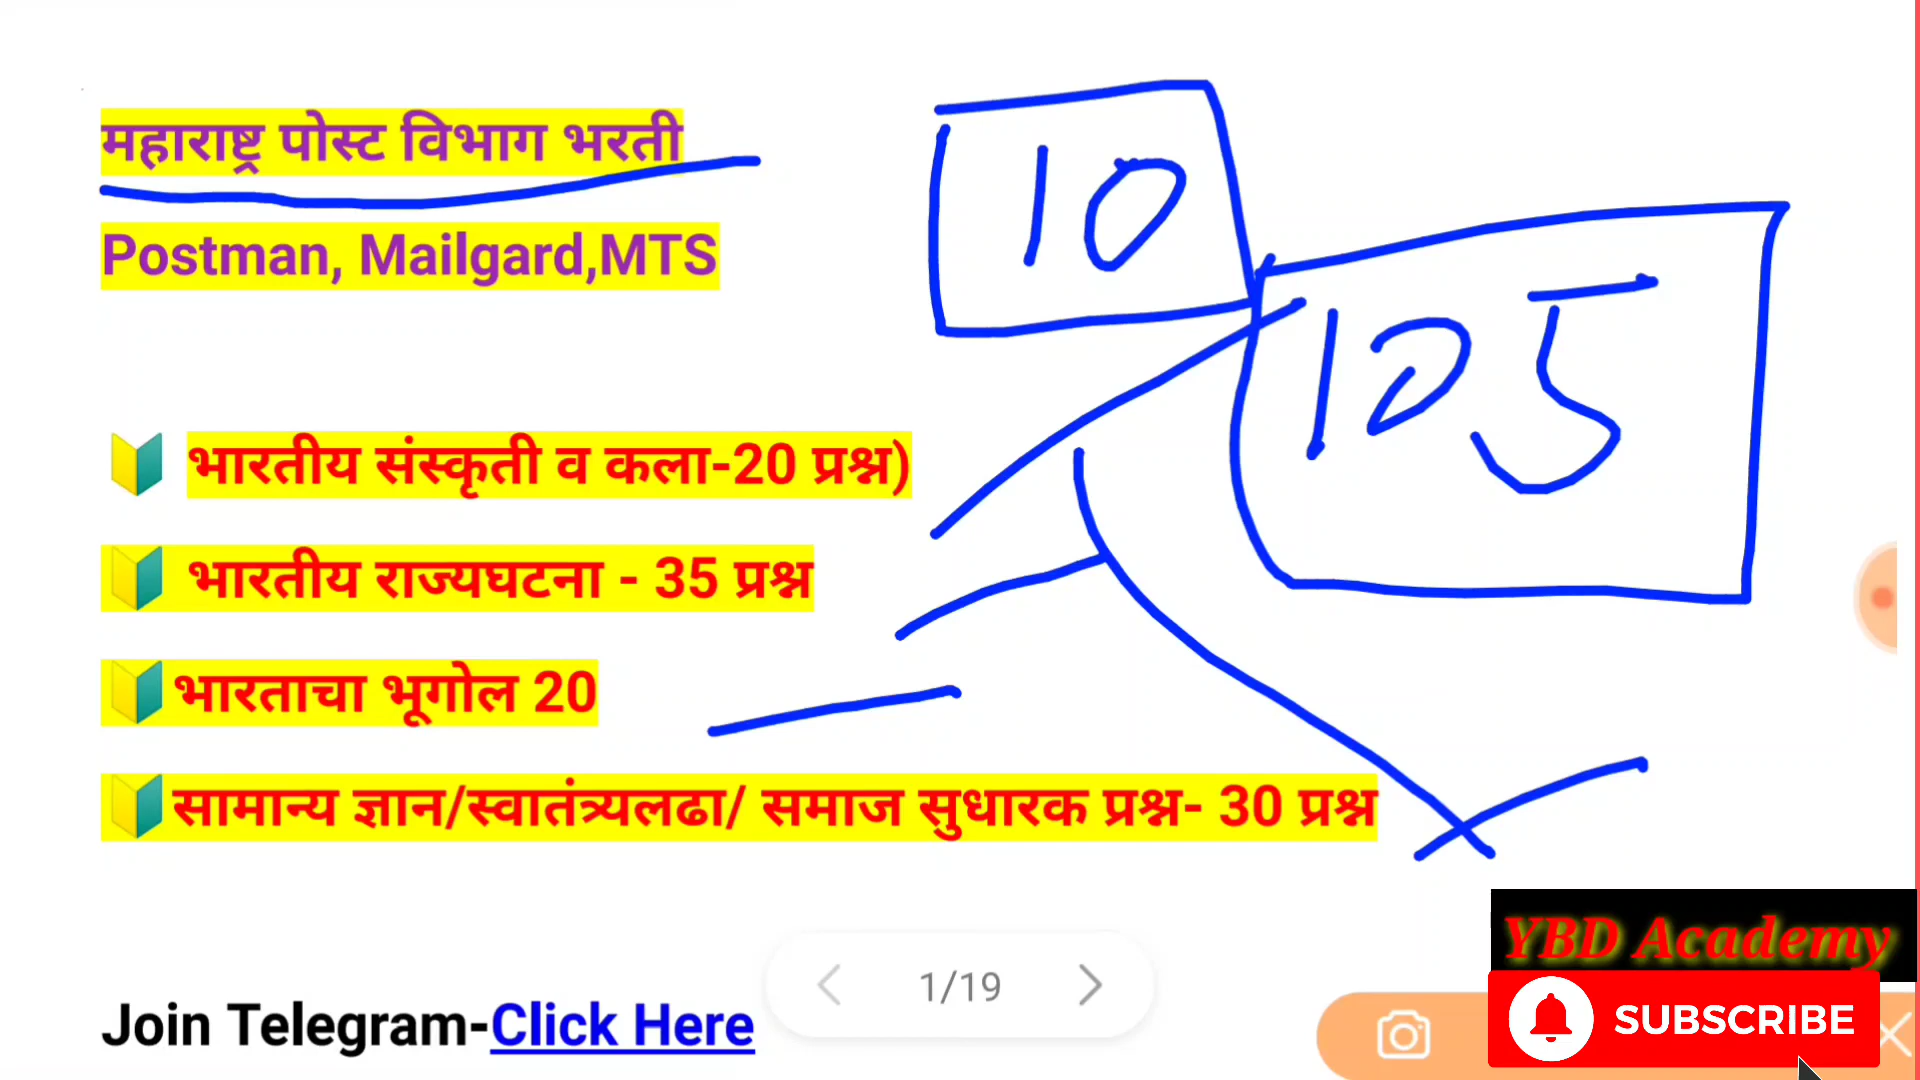 महाराष्ट्र पोस्ट विभाग भरती
10
Postman, Mailgard,MTS
125
भारतीय संस्कृती व कला-20 प्रश्न)
भारतीय राज्यघटना - 35 प्रश्न
भारताचा भूगोल 20
सामान्य ज्ञान/स्वातंत्र्यलढा/ समाज सुधारक प्रश्न- 30 प्रश्न
YBD Academy
1/19
SUBSCRIBE
Join Telegram-Click Here